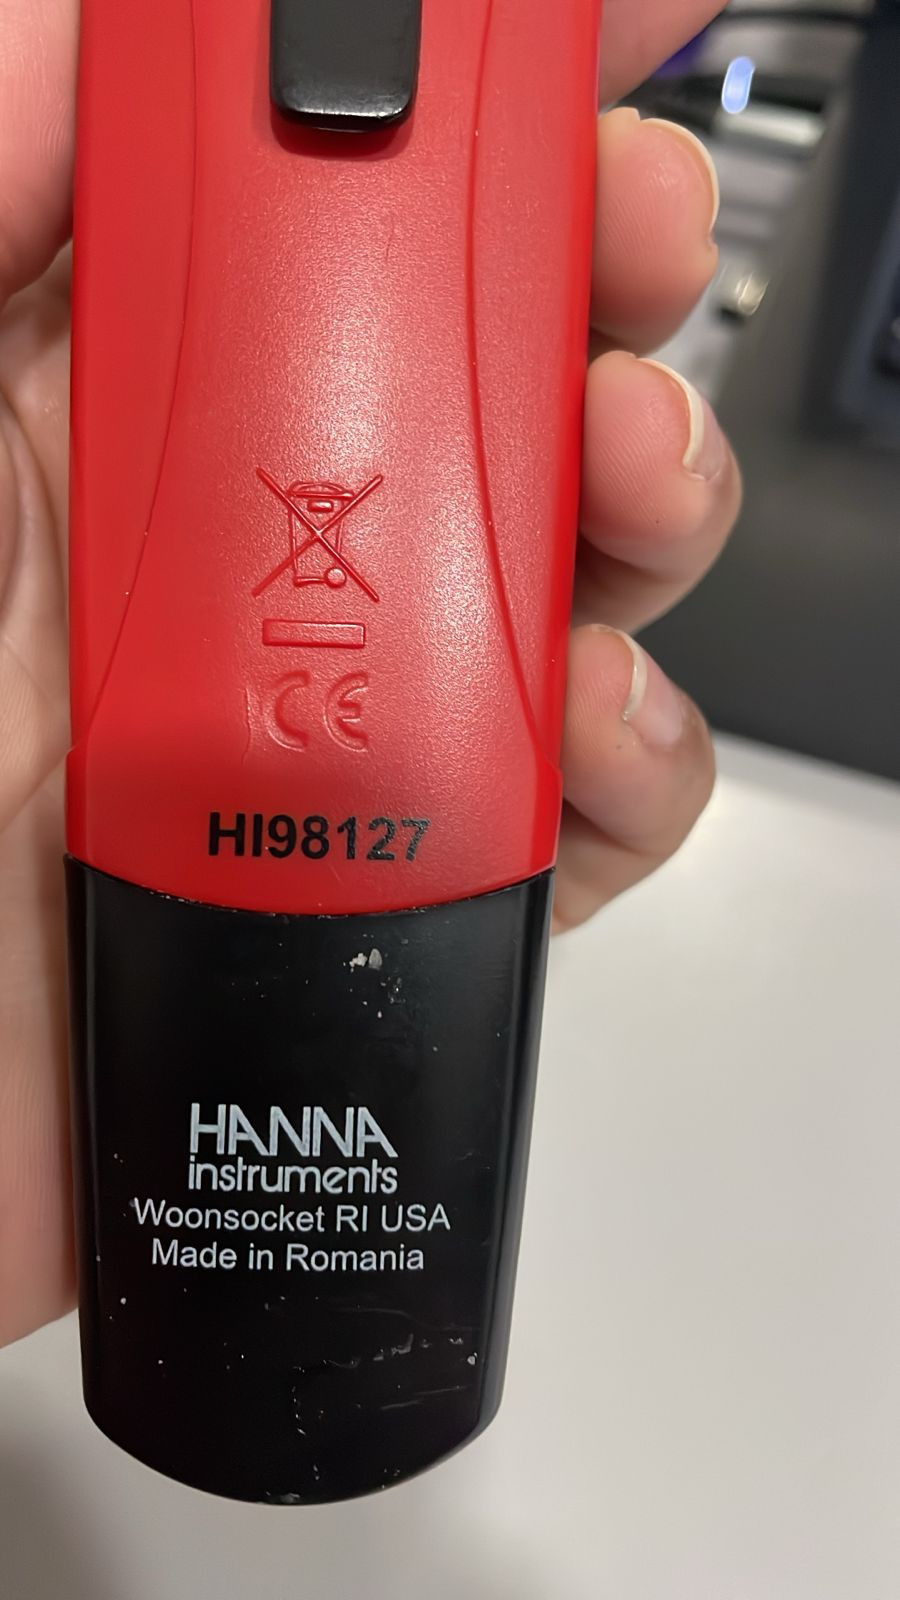 CE
HI98127
HANNA
instruments
Woonsocket RI USA
Made in Romania